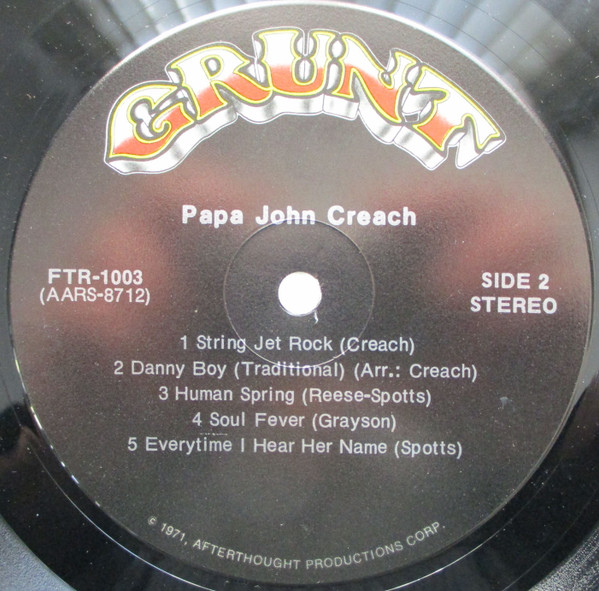 GRUNT
Papa John Creach
FTR-1003
(AARS-8712)
SIDE 2
STEREO
1 String Jet Rock (Creach)
2 Danny Boy (Traditional) (Arr.: Creach)
3 Human Spring (Reese-Spotts)
4 Soul Fever (Grayson)
5 Everytime I Hear Her Name (Spotts)
© 1971, AFTERTHOUGHT PRODUCTIONS CORP.